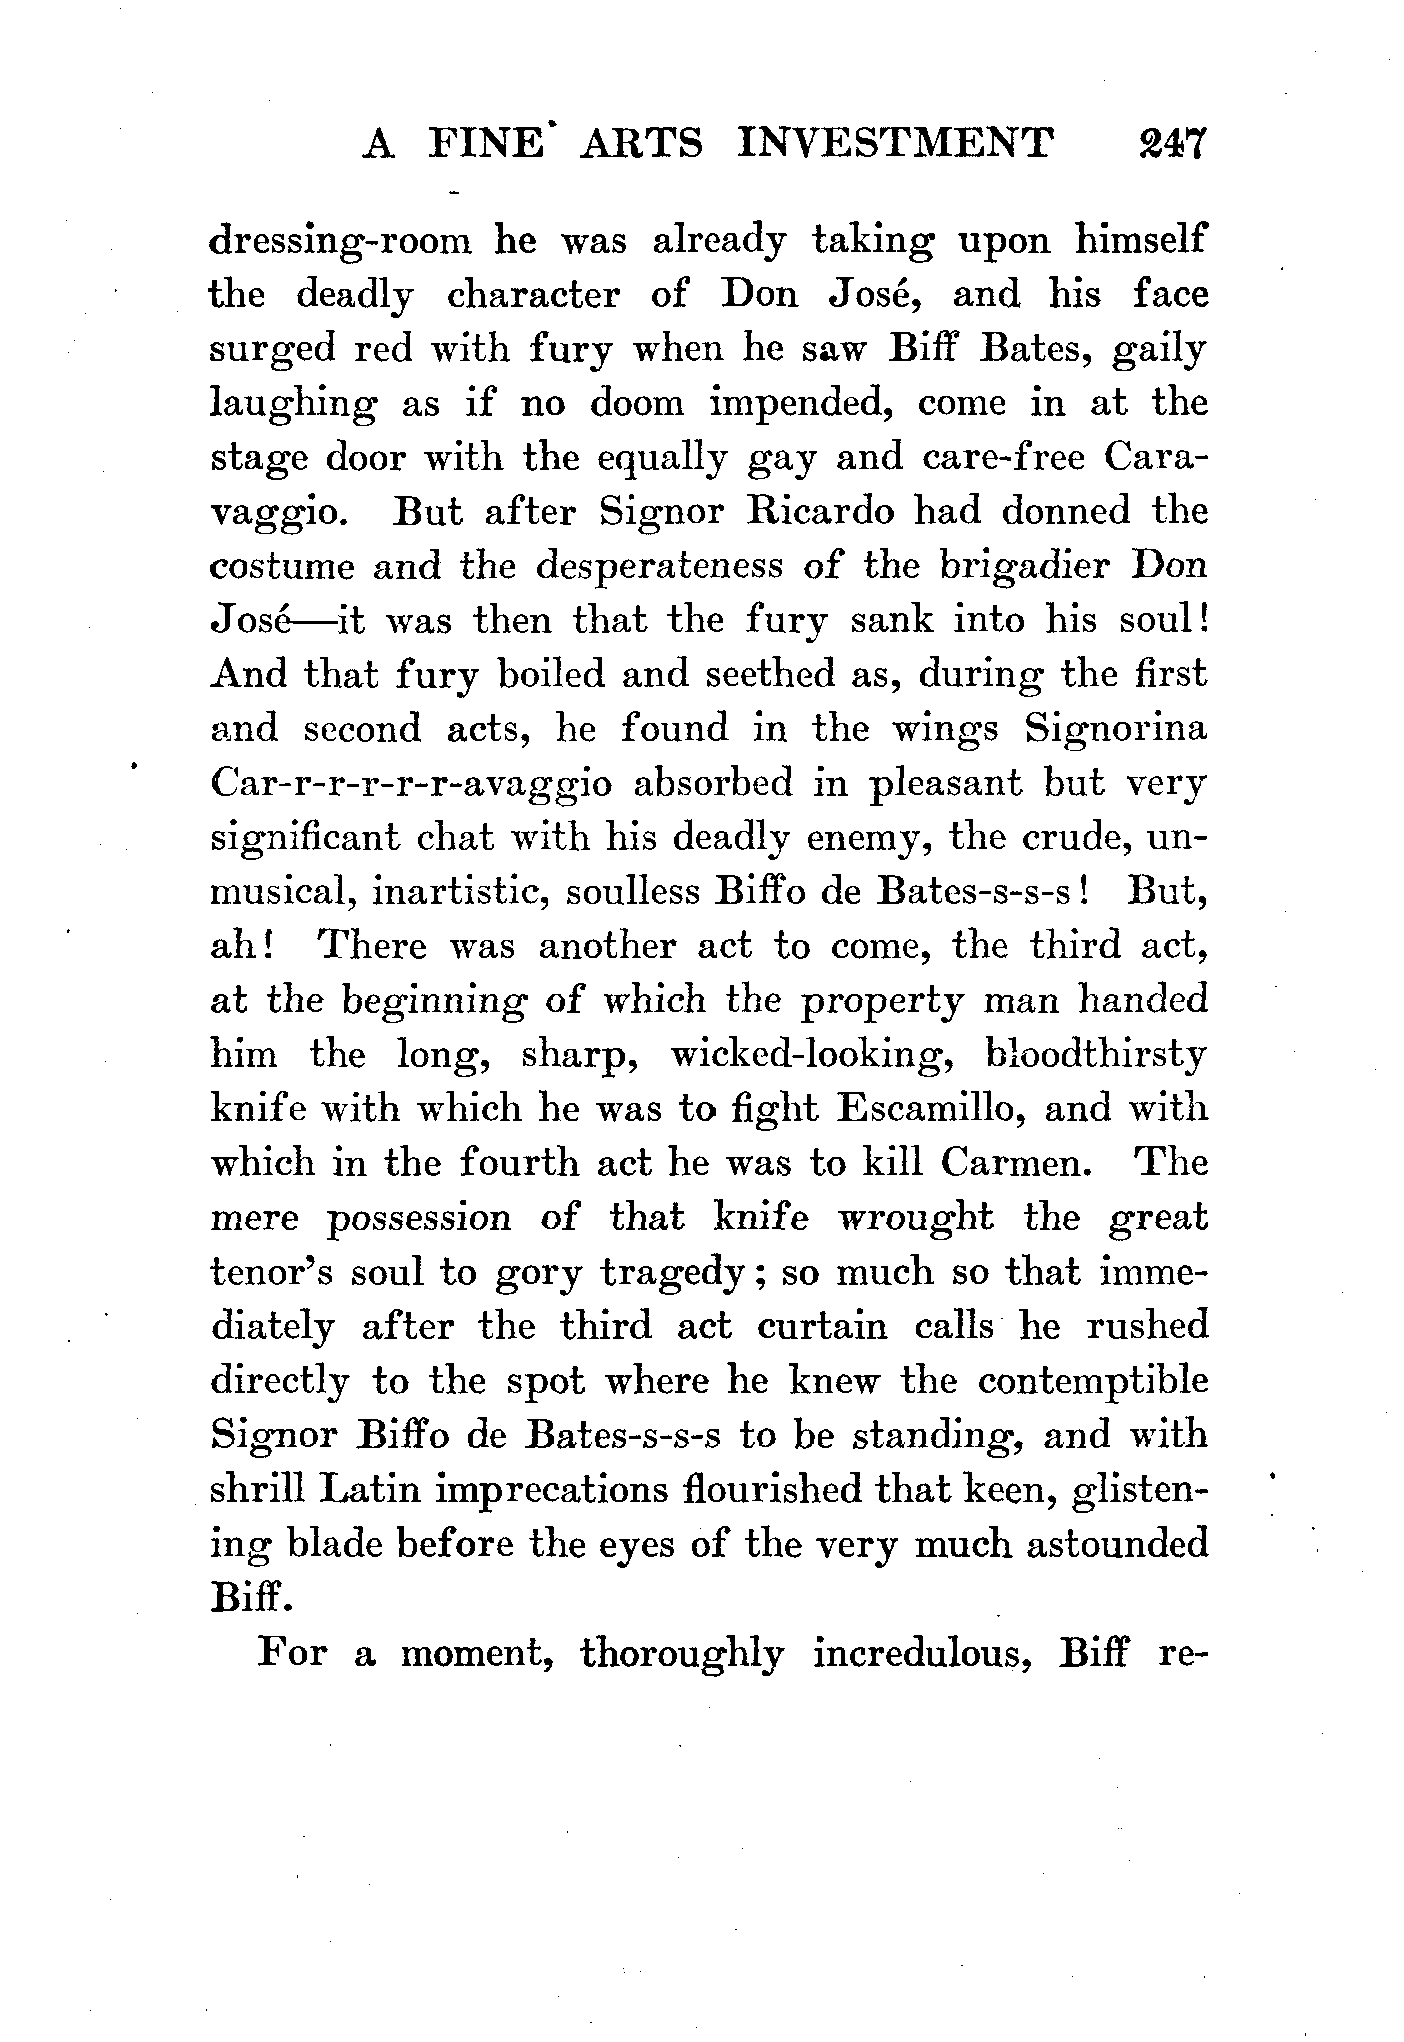 A FINE ARTS INVESTMENT 247
dressing-room he was already taking upon himself
the deadly character of Don José, and his face
surged red with fury when he saw Biff Bates, gaily
laughing as if no doom impended, come in at the
stage door with the equally gay and care-free Cara-
vaggio. But after Signor Ricardo had donned the
costume and the desperateness of the brigadier Don
José—it was then that the fury sank into his soul!
And that fury boiled and seethed as, during the first
and second acts, he found in the wings Signorina
Car-r-r-r-r-r-avaggio absorbed in pleasant but very
significant chat with his deadly enemy, the crude, un-
musical, inartistic, soulless Biffo de Bates-s-s-s! But,
ah! There was another act to come, the third act,
at the beginning of which the property man handed
him the long, sharp, wicked-looking, bloodthirsty
knife with which he was to fight Escamillo, and with
which in the fourth act he was to kill Carmen. The
mere possession of that knife wrought the great
tenor's soul to gory tragedy; so much so that imme-
diately after the third act curtain calls he rushed
directly to the spot where he knew the contemptible
Signor Biffo de Bates-s-s-s to be standing, and with
shrill Latin imprecations flourished that keen, glisten-
ing blade before the eyes of the very much astounded
Biff.
For a moment, thoroughly incredulous, Biff re-